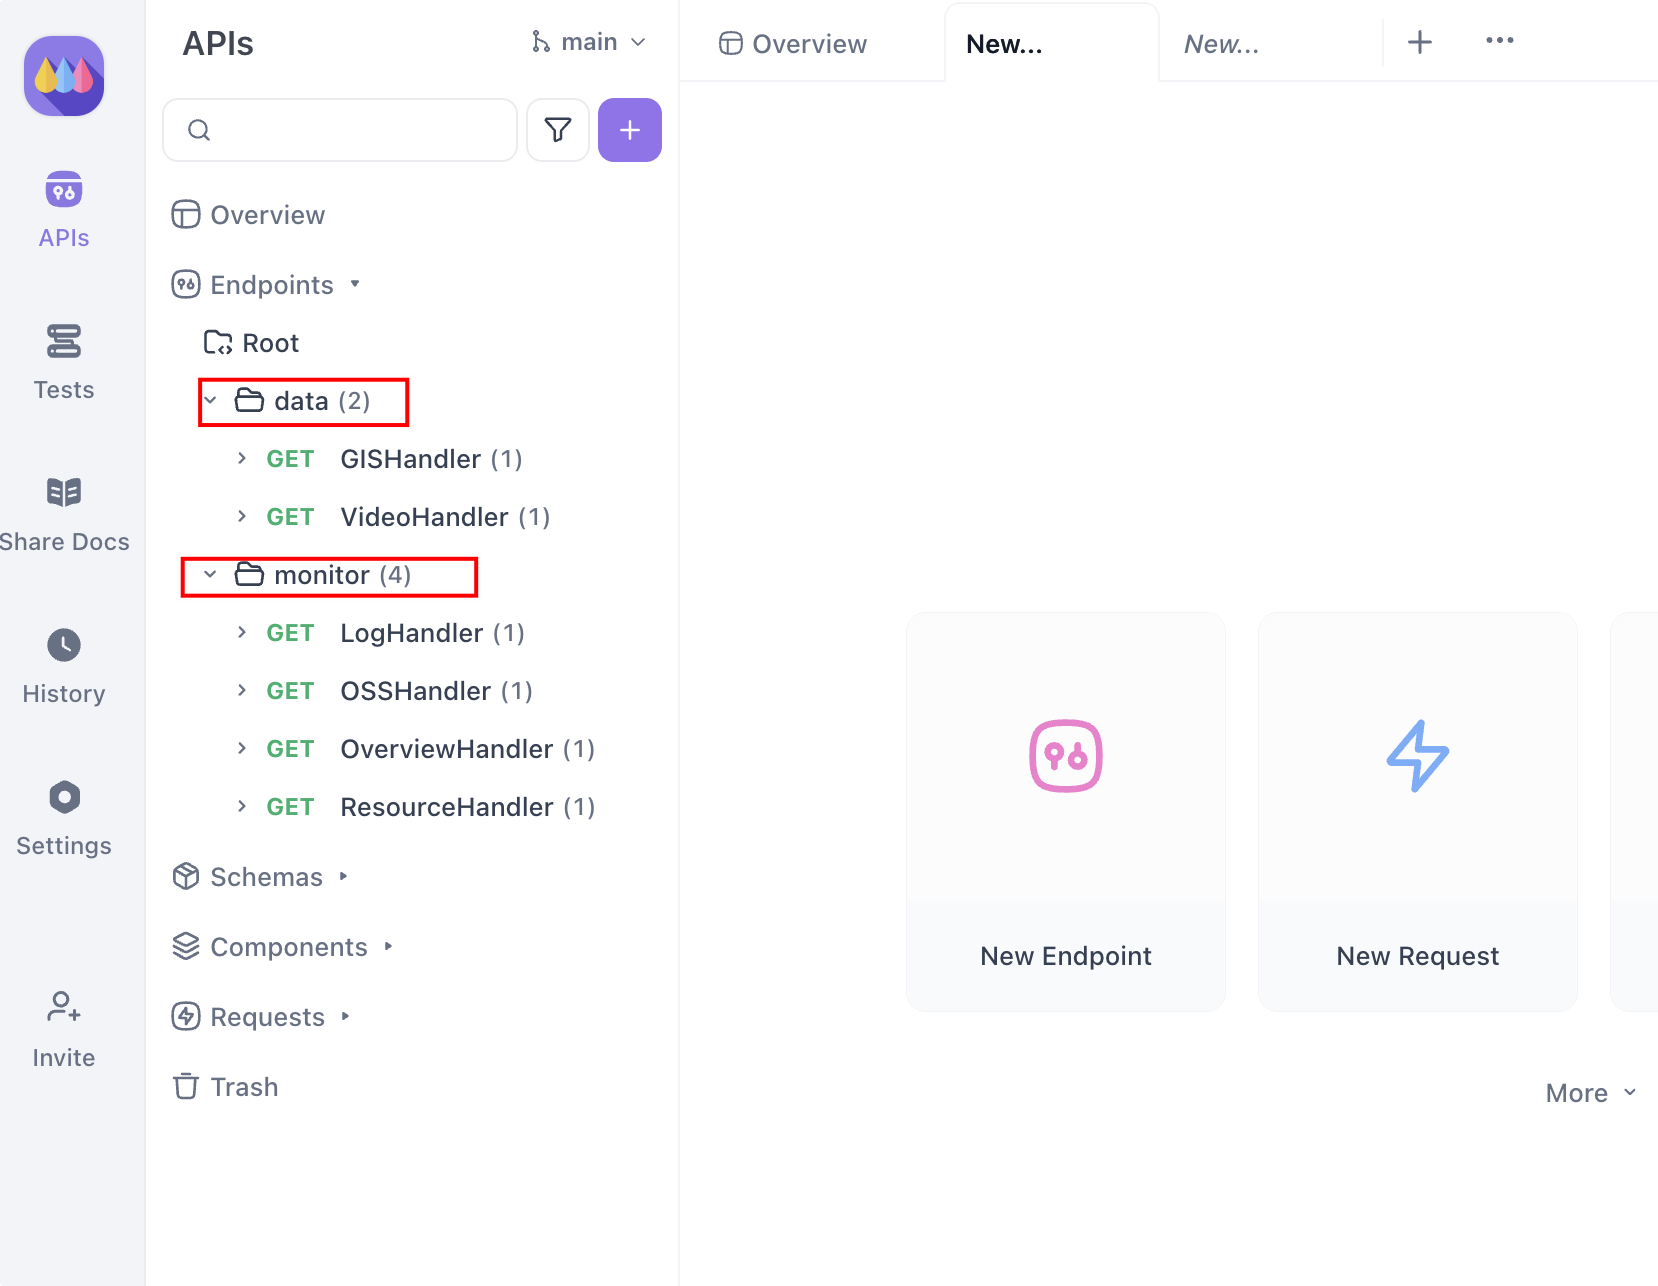 APIs
main
Overview
New...
New...
APIs
Overview
Endpoints
Root
data (2)
GET GISHandler (1)
GET VideoHandler (1)
monitor (4)
GET LogHandler (1)
GET OSSHandler (1)
GET OverviewHandler (1)
GET ResourceHandler (1)
Schemas
Components
Requests
Trash
Tests
Share Docs
History
Settings
Invite
New Endpoint
New Request
More